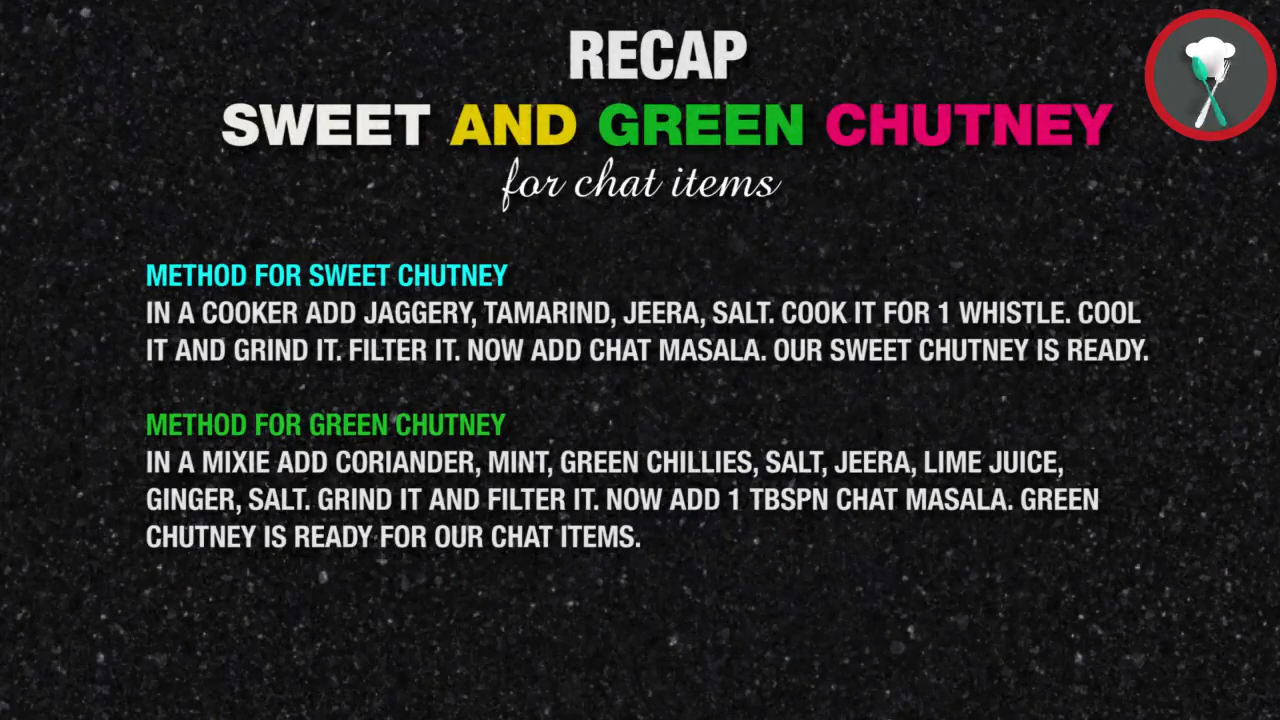 RECAP
SWEET AND GREEN CHUTNEY
for chat items
METHOD FOR SWEET CHUTNEY
IN A COOKER ADD JAGGERY, TAMARIND, JEERA, SALT. COOK IT FOR 1 WHISTLE. COOL
IT AND GRIND IT. FILTER IT. NOW ADD CHAT MASALA. OUR SWEET CHUTNEY IS READY.
METHOD FOR GREEN CHUTNEY
IN A MIXIE ADD CORIANDER, MINT, GREEN CHILLIES, SALT, JEERA, LIME JUICE,
GINGER, SALT. GRIND IT AND FILTER IT. NOW ADD 1 TBSPN CHAT MASALA. GREEN
CHUTNEY IS READY FOR OUR CHAT ITEMS.